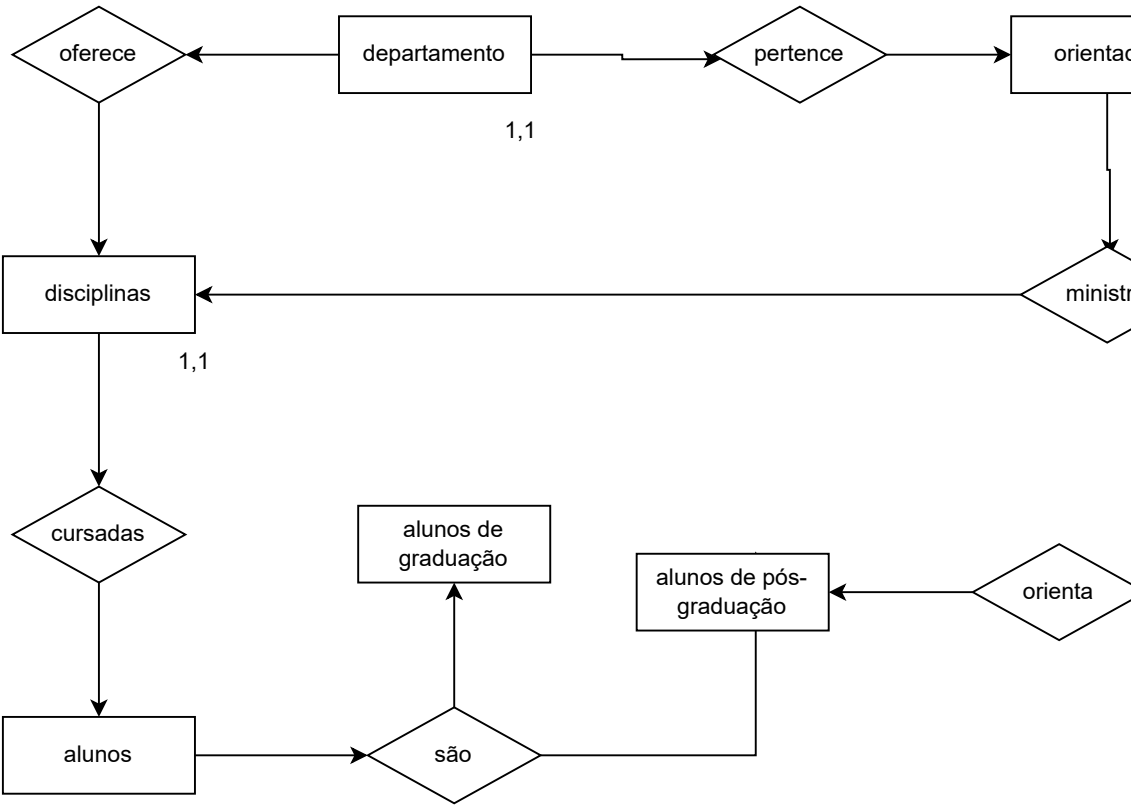 oferece
departamento
pertence
1,1
disciplinas
1,1
cursadas
alunos de
graduação
alunos de pós-
graduação
orienta
alunos
são